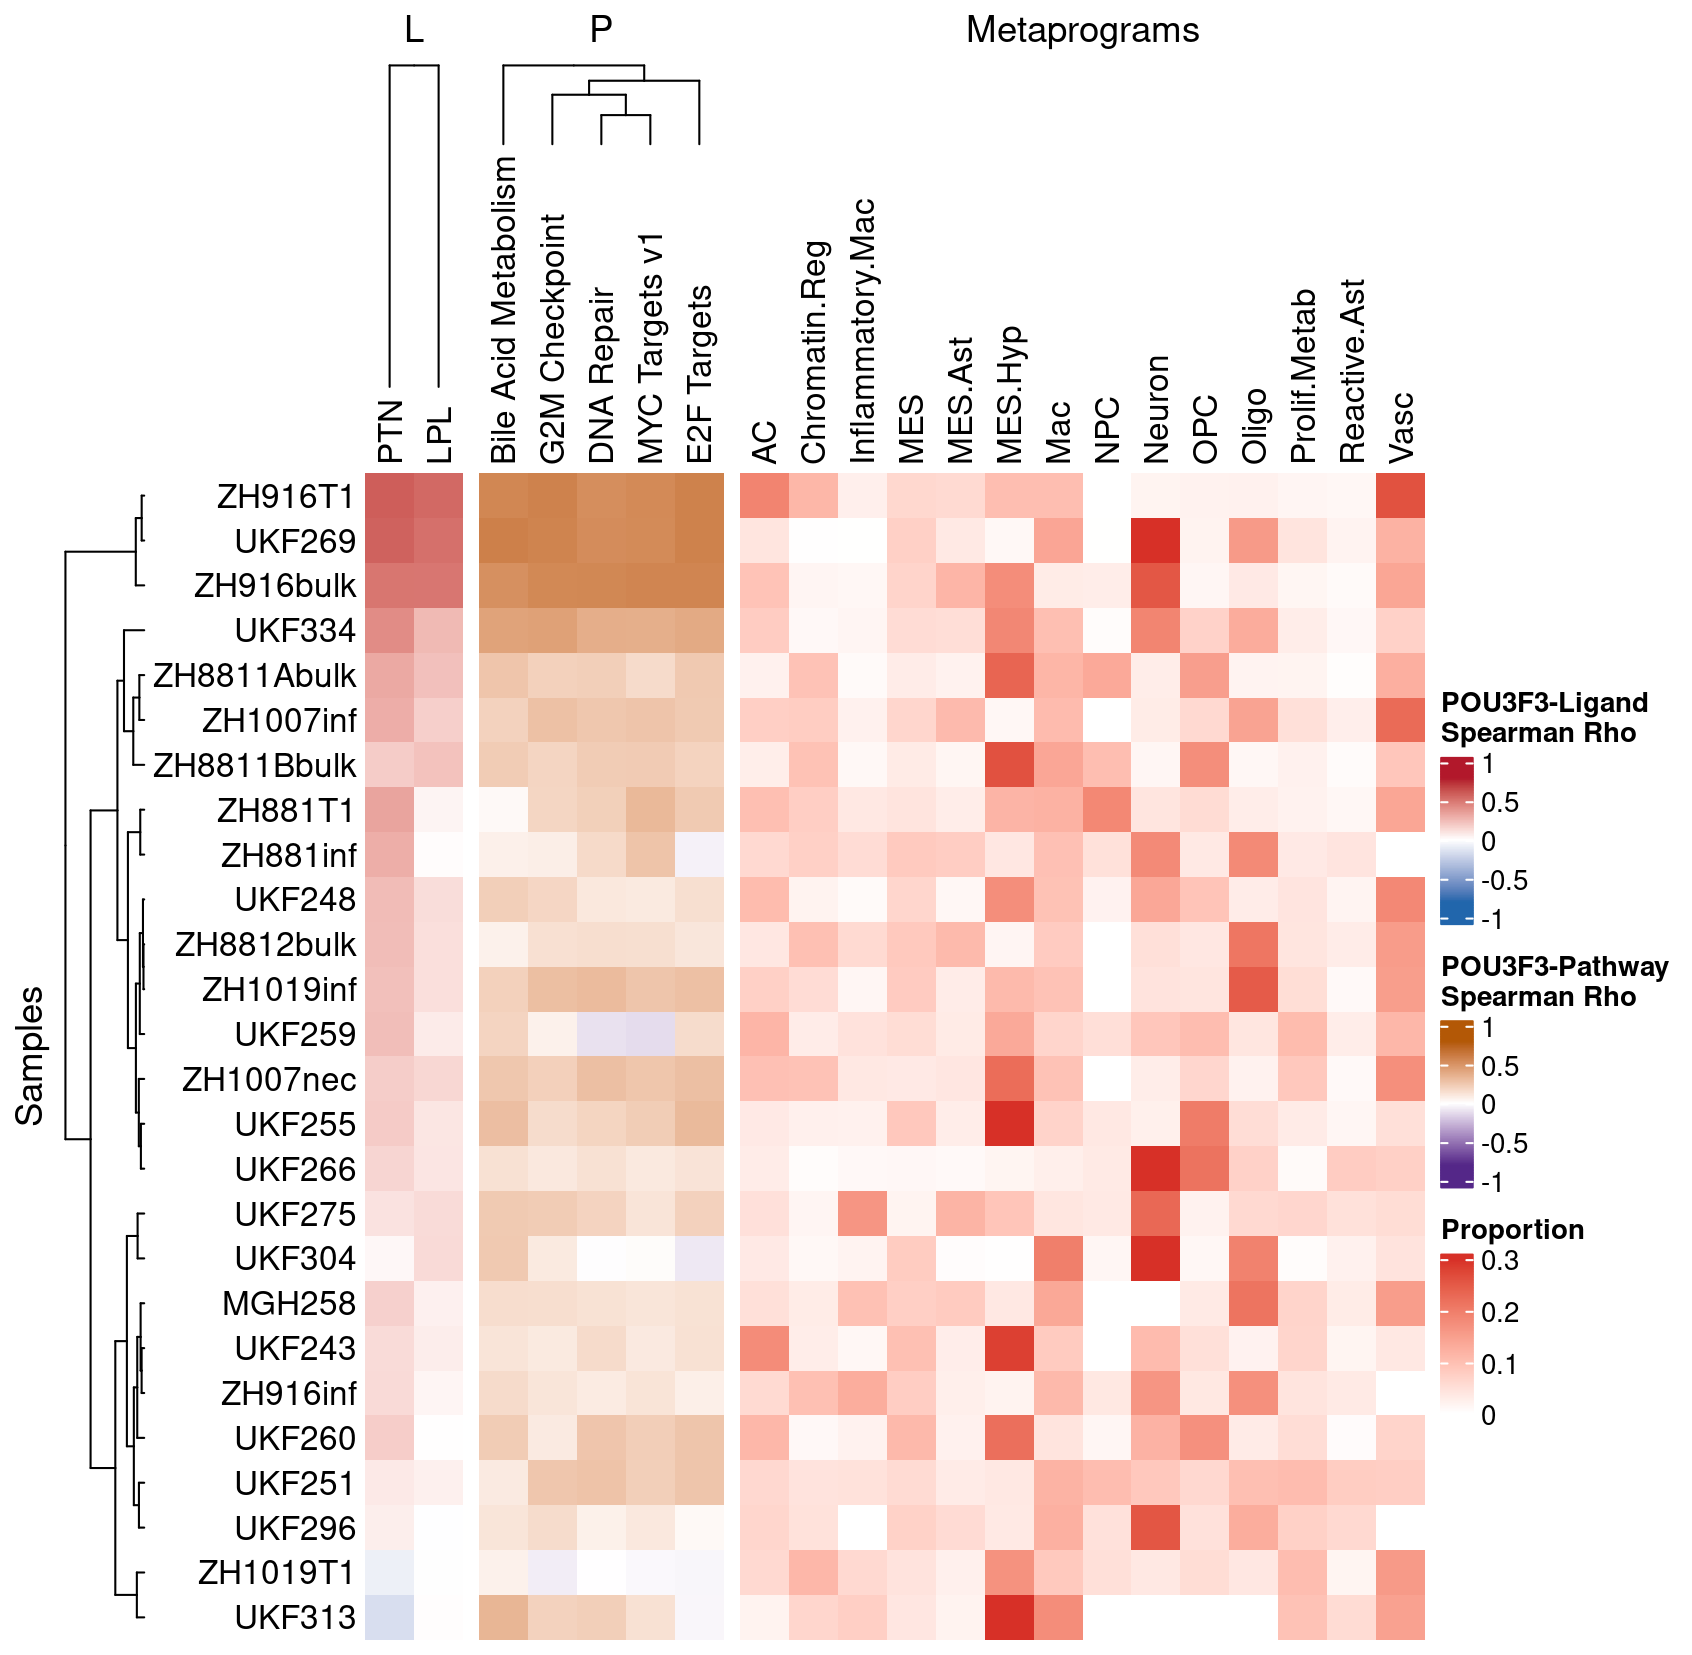 L
P
Metaprograms
PTN
LPL
Bile Acid Metabolism
G2M Checkpoint
DNA Repair
MYC Targets v1
E2F Targets
AC
Chromatin.Reg
Inflammatory.Mac
MES
MES.Ast
MES.Hyp
Mac
NPC
Neuron
OPC
Oligo
Prolif.Metab
Reactive.Ast
Vasc
Samples
ZH916T1
UKF269
ZH916bulk
UKF334
ZH8811Abulk
ZH1007inf
ZH8811Bbulk
ZH881T1
ZH881inf
UKF248
ZH8812bulk
ZH1019inf
UKF259
ZH1007nec
UKF255
UKF266
UKF275
UKF304
MGH258
UKF243
ZH916inf
UKF260
UKF251
UKF296
ZH1019T1
UKF313
POU3F3-Ligand
Spearman Rho
1
0.5
0
-0.5
-1
POU3F3-Pathway
Spearman Rho
1
0.5
0
-0.5
-1
Proportion
0.3
0.2
0.1
0